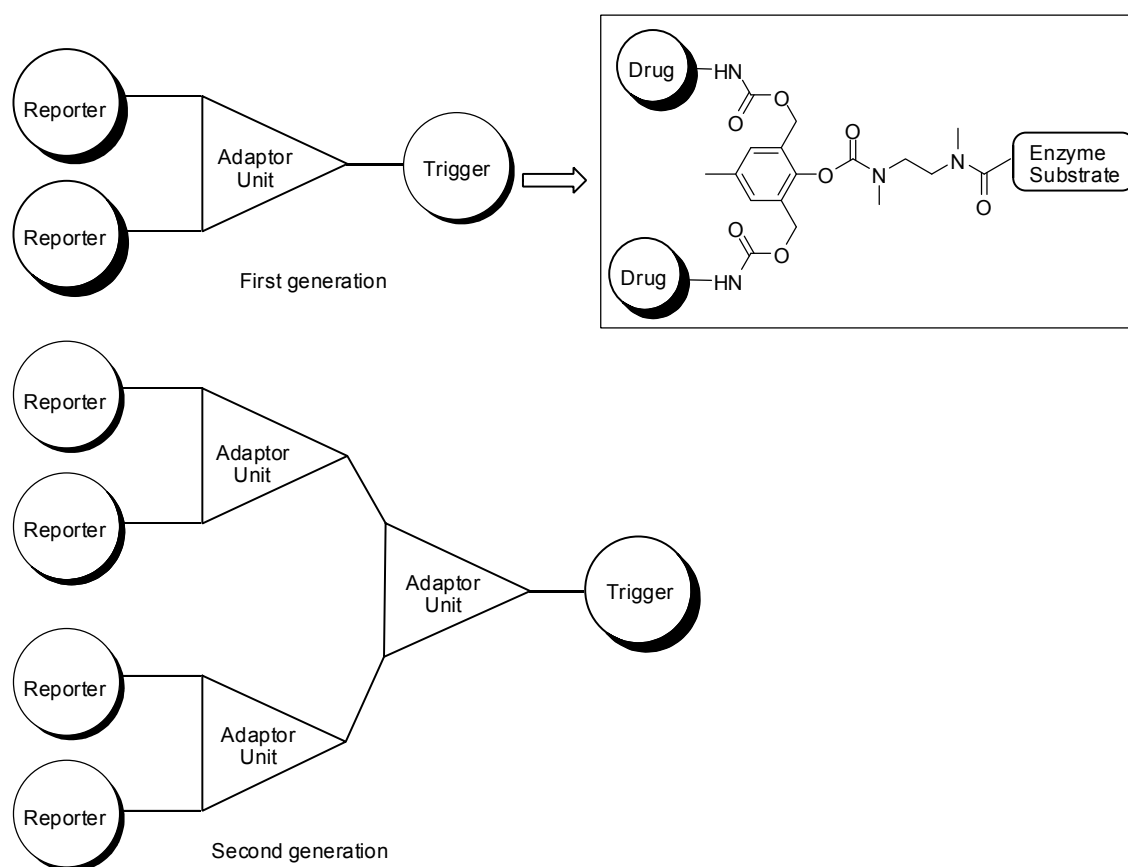 Reporter
Reporter
Adaptor
Unit
Trigger
First generation
Drug
HN
O
O
O
O
N
N
O
O
O
O
HN
Drug
Enzyme
Substrate
Reporter
Reporter
Adaptor
Unit
Adaptor
Unit
Trigger
Reporter
Reporter
Adaptor
Unit
Second generation